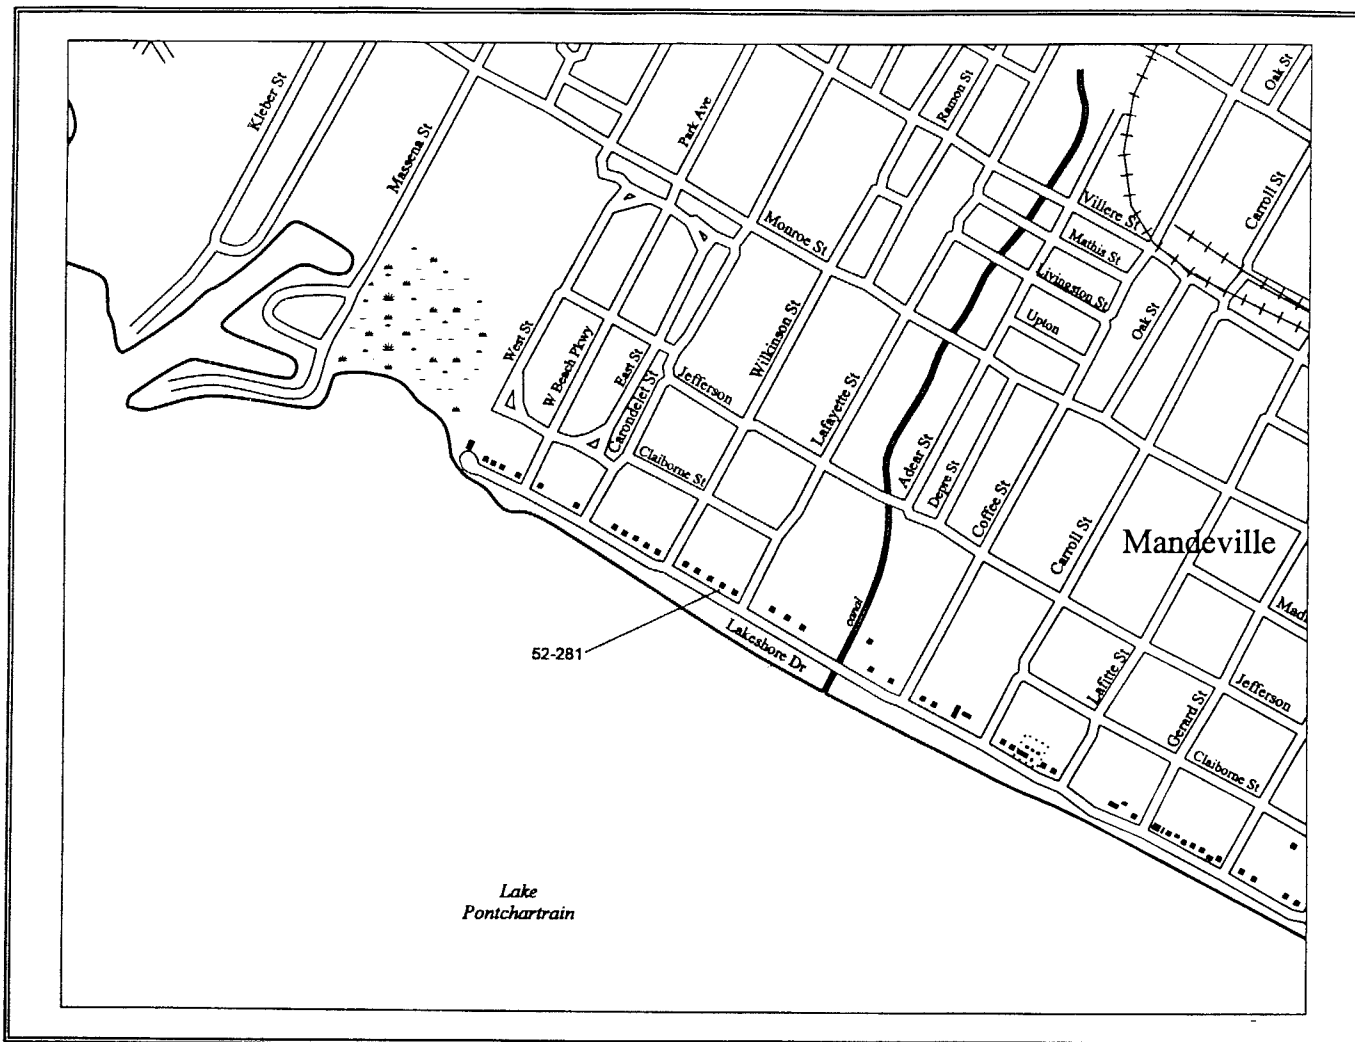 Kleber St
Massena St
Park Ave
Ramon St
Oak St
Carroll St
Villere St
Mathis St
Livingston St
Upton
Oak St
Monroe St
Wilkinson St
West St
W Beach Pkwy
East St
Carondelet St
Jefferson
Lafayette St
Claiborne St
Adear St
Depre St
Coffee St
Carroll St
Mandeville
Madi
canal
52-281
Lakeshore Dr
Lafitte St
Gerard St
Jefferson
Claiborne St
Lake
Pontchartrain